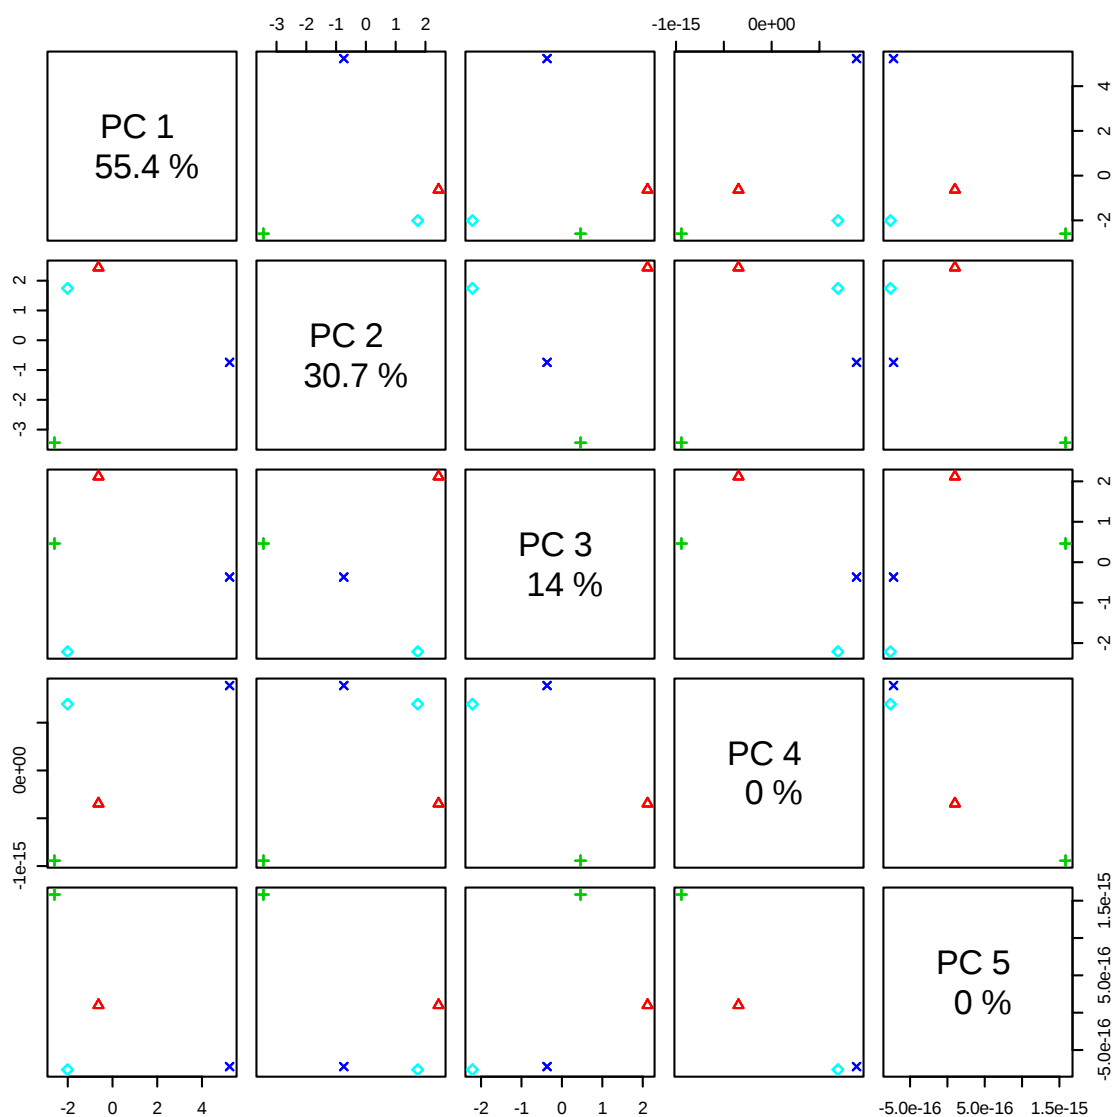 -3 -2 -1 0 1 2
-1e-15 0e+00
PC 1
55.4 %
-2 0 2 4
-3 -2 -1 0 1 2
PC 2
30.7 %
PC 3
14 %
-2 -1 0 1 2
-1e-15 0e+00
PC 4
0 %
PC 5
0 %
-5.0e-16 5.0e-16 1.5e-15
-2 0 2 4
-2 -1 0 1 2
-5.0e-16 5.0e-16 1.5e-15